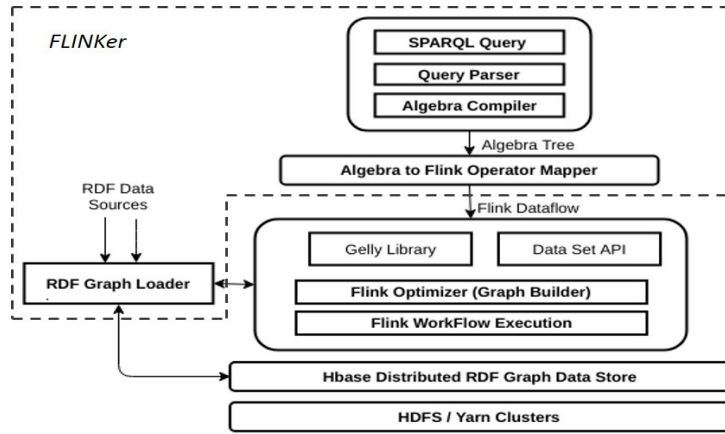 FLINKer
SPARQL Query
Query Parser
Algebra Compiler
Algebra Tree
Algebra to Flink Operator Mapper
RDF Data
Sources
Flink Dataflow
Gelly Library
Data Set API
RDF Graph Loader
Flink Optimizer (Graph Builder)
Flink WorkFlow Execution
Hbase Distributed RDF Graph Data Store
HDFS / Yarn Clusters